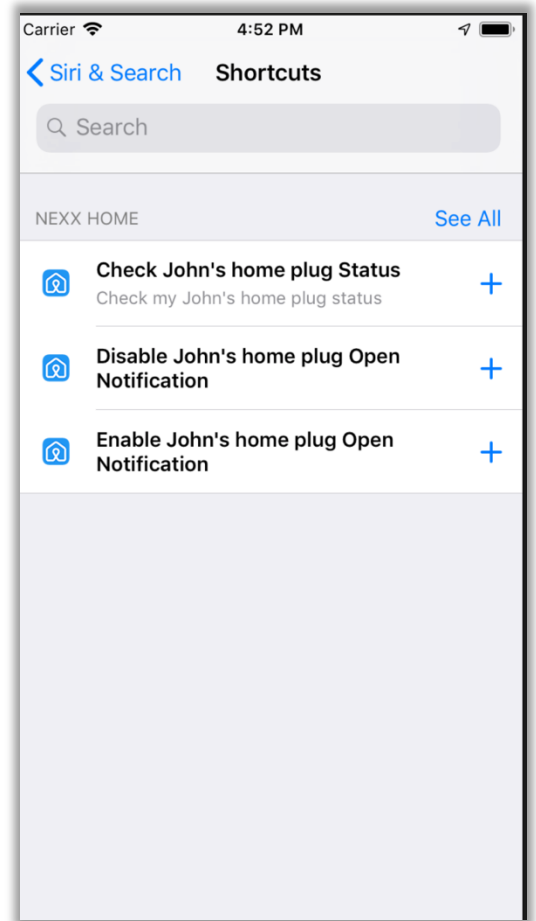 Carrier 4:52 PM
Siri & Search Shortcuts
Search
NEXX HOME See All
Check John's home plug Status
Check my John's home plug status
Disable John's home plug Open
Notification
Enable John's home plug Open
Notification